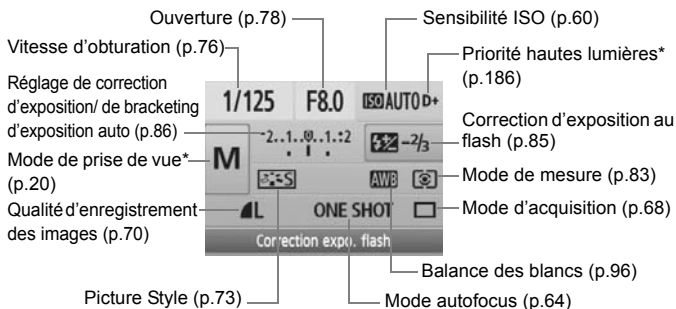 Ouverture (p.78)
Sensibilité ISO (p.60)
Vitesse d'obturation (p.76)
Priorité hautes lumières*
(p.186)
Réglage de correction
d'exposition/ de bracketing
d'exposition auto (p.86)
1/125 F8.0 ISO AUTO D+
-2..1..0..1.:2
-2/3
Correction d'exposition au
flash (p.85)
Mode de prise de vue*
(p.20)
M
S
AWB
Mode de mesure (p.83)
Qualité d'enregistrement
des images (p.70)
L ONE SHOT
Mode d'acquisition (p.68)
Correction expo. flash
Balance des blancs (p.96)
Picture Style (p.73)
Mode autofocus (p.64)